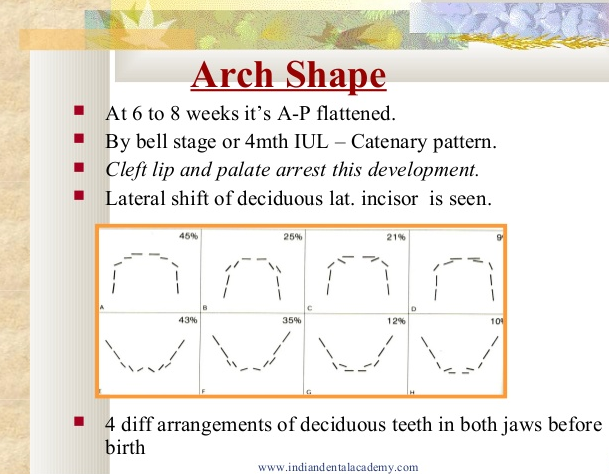 Arch Shape
At 6 to 8 weeks it’s A-P flattened.
By bell stage or 4mth IUL – Catenary pattern.
Cleft lip and palate arrest this development.
Lateral shift of deciduous lat. incisor is seen.
45% 25% 21%
A B C D
43% 35% 12%
F G H
4 diff arrangements of deciduous teeth in both jaws before
birth
www.indiandentalacademy.com